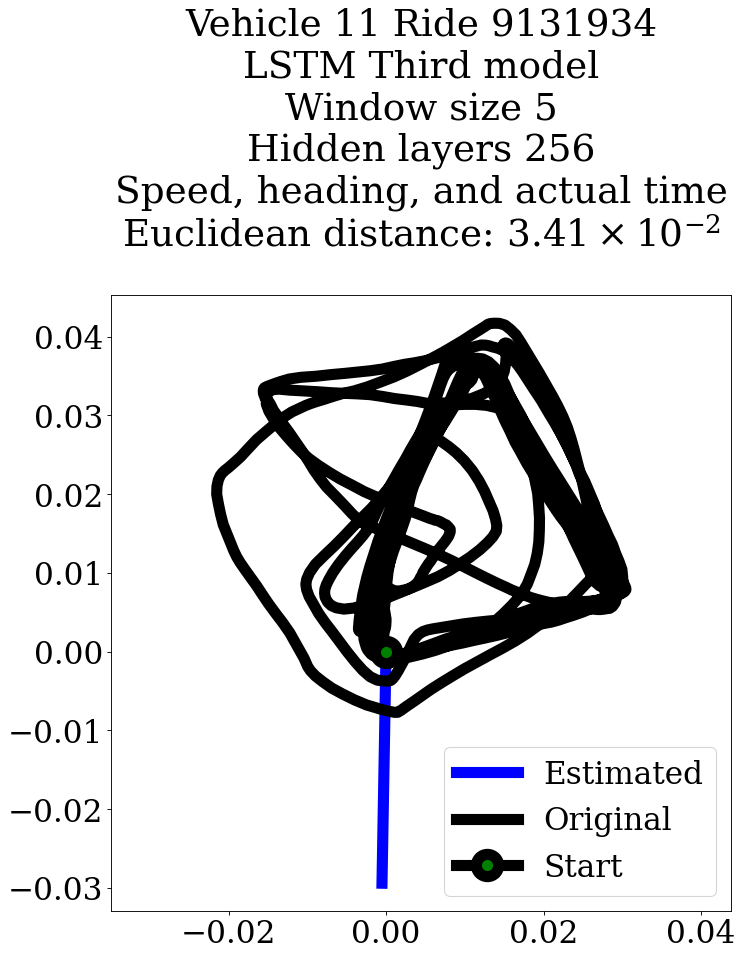 Vehicle 11 Ride 9131934
LSTM Third model
Window size 5
Hidden layers 256
Speed, heading, and actual time
Euclidean distance: 3.41 × 10⁻²
0.04
0.03
0.02
0.01
0.00
−0.01
−0.02
−0.03
Estimated
Original
Start
−0.02 0.00 0.02 0.04